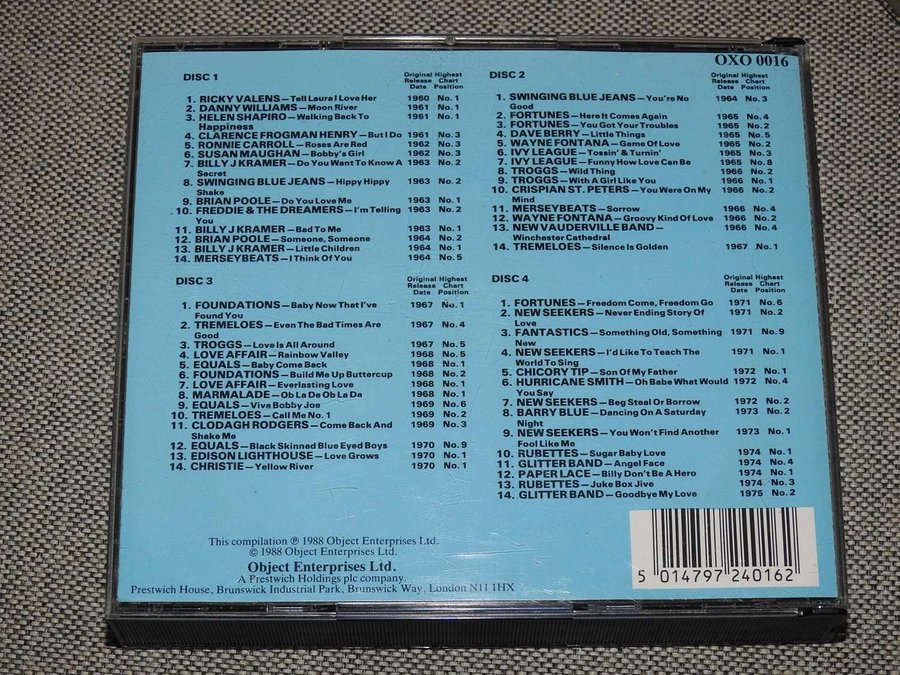 OXO 0016
DISC 1
Original Highest
Release Chart
Date Position
1. RICKY VALENS — Tell Laura I Love Her 1960 No. 1
2. DANNY WILLIAMS — Moon River 1961 No. 1
3. HELEN SHAPIRO — Walking Back To 1961 No. 1
Happiness
4. CLARENCE FROGMAN HENRY — But I Do 1961 No. 3
5. RONNIE CARROLL — Roses Are Red 1962 No. 3
6. SUSAN MAUGHAN — Bobby's Girl 1962 No. 3
7. BILLY J KRAMER — Do You Want To Know A 1963 No. 2
Secret
8. SWINGING BLUE JEANS — Hippy Hippy 1963 No. 2
Shake
9. BRIAN POOLE — Do You Love Me 1963 No. 1
10. FREDDIE & THE DREAMERS — I'm Telling 1963 No. 2
You
11. BILLY J KRAMER — Bad To Me 1963 No. 1
12. BRIAN POOLE — Someone, Someone 1964 No. 2
13. BILLY J KRAMER — Little Children 1964 No. 1
14. MERSEYBEATS — I Think Of You 1964 No. 5
DISC 2
Original Highest
Release Chart
Date Position
1. SWINGING BLUE JEANS — You're No 1964 No. 3
Good
2. FORTUNES — Here It Comes Again 1965 No. 4
3. FORTUNES — You Got Your Troubles 1965 No. 2
4. DAVE BERRY — Little Things 1965 No. 5
5. WAYNE FONTANA — Game Of Love 1965 No. 2
6. IVY LEAGUE — Tossin' & Turnin' 1965 No. 3
7. IVY LEAGUE — Funny How Love Can Be 1965 No. 8
8. TROGGS — Wild Thing 1966 No. 2
9. TROGGS — With A Girl Like You 1966 No. 1
10. CRISPIAN ST. PETERS — You Were On My 1966 No. 2
Mind
11. MERSEYBEATS — Sorrow 1966 No. 4
12. WAYNE FONTANA — Groovy Kind Of Love 1966 No. 2
13. NEW VAUDERVILLE BAND — 1966 No. 4
Winchester Cathedral
14. TREMELOES — Silence Is Golden 1967 No. 1
DISC 3
Original Highest
Release Chart
Date Position
1. FOUNDATIONS — Baby Now That I've 1967 No. 1
Found You
2. TREMELOES — Even The Bad Times Are 1967 No. 4
Good
3. TROGGS — Love Is All Around 1967 No. 5
4. LOVE AFFAIR — Rainbow Valley 1968 No. 5
5. EQUALS — Baby Come Back 1968 No. 1
6. FOUNDATIONS — Build Me Up Buttercup 1968 No. 2
7. LOVE AFFAIR — Everlasting Love 1968 No. 1
8. MARMALADE — Ob La De Ob La Da 1968 No. 1
9. EQUALS — Viva Bobby Joe 1969 No. 6
10. TREMELOES — Call Me No. 1 1969 No. 2
11. CLODAGH RODGERS — Come Back And 1969 No. 3
Shake Me
12. EQUALS — Black Skinned Blue Eyed Boys 1970 No. 9
13. EDISON LIGHTHOUSE — Love Grows 1970 No. 1
14. CHRISTIE — Yellow River 1970 No. 1
DISC 4
Original Highest
Release Chart
Date Position
1. FORTUNES — Freedom Come, Freedom Go 1971 No. 6
2. NEW SEEKERS — Never Ending Story Of 1971 No. 2
Love
3. FANTASTICS — Something Old, Something 1971 No. 9
New
4. NEW SEEKERS — I'd Like To Teach The 1971 No. 1
World To Sing
5. CHICORY TIP — Son Of My Father 1972 No. 1
6. HURRICANE SMITH — Oh Babe What Would 1972 No. 4
You Say
7. NEW SEEKERS — Beg Steal Or Borrow 1972 No. 2
8. BARRY BLUE — Dancing On A Saturday 1973 No. 2
Night
9. NEW SEEKERS — You Won't Find Another 1973 No. 1
Fool Like Me
10. RUBETTES — Sugar Baby Love 1974 No. 1
11. GLITTER BAND — Angel Face 1974 No. 4
12. PAPER LACE — Billy Don't Be A Hero 1974 No. 1
13. RUBETTES — Juke Box Jive 1974 No. 3
14. GLITTER BAND — Goodbye My Love 1975 No. 2
This compilation ℗ 1988 Object Enterprises Ltd.
© 1988 Object Enterprises Ltd.
Object Enterprises Ltd.
A Prestwich Holdings plc company.
Prestwich House, Brunswick Industrial Park, Brunswick Way, London N11 1HX
5 014797 240162